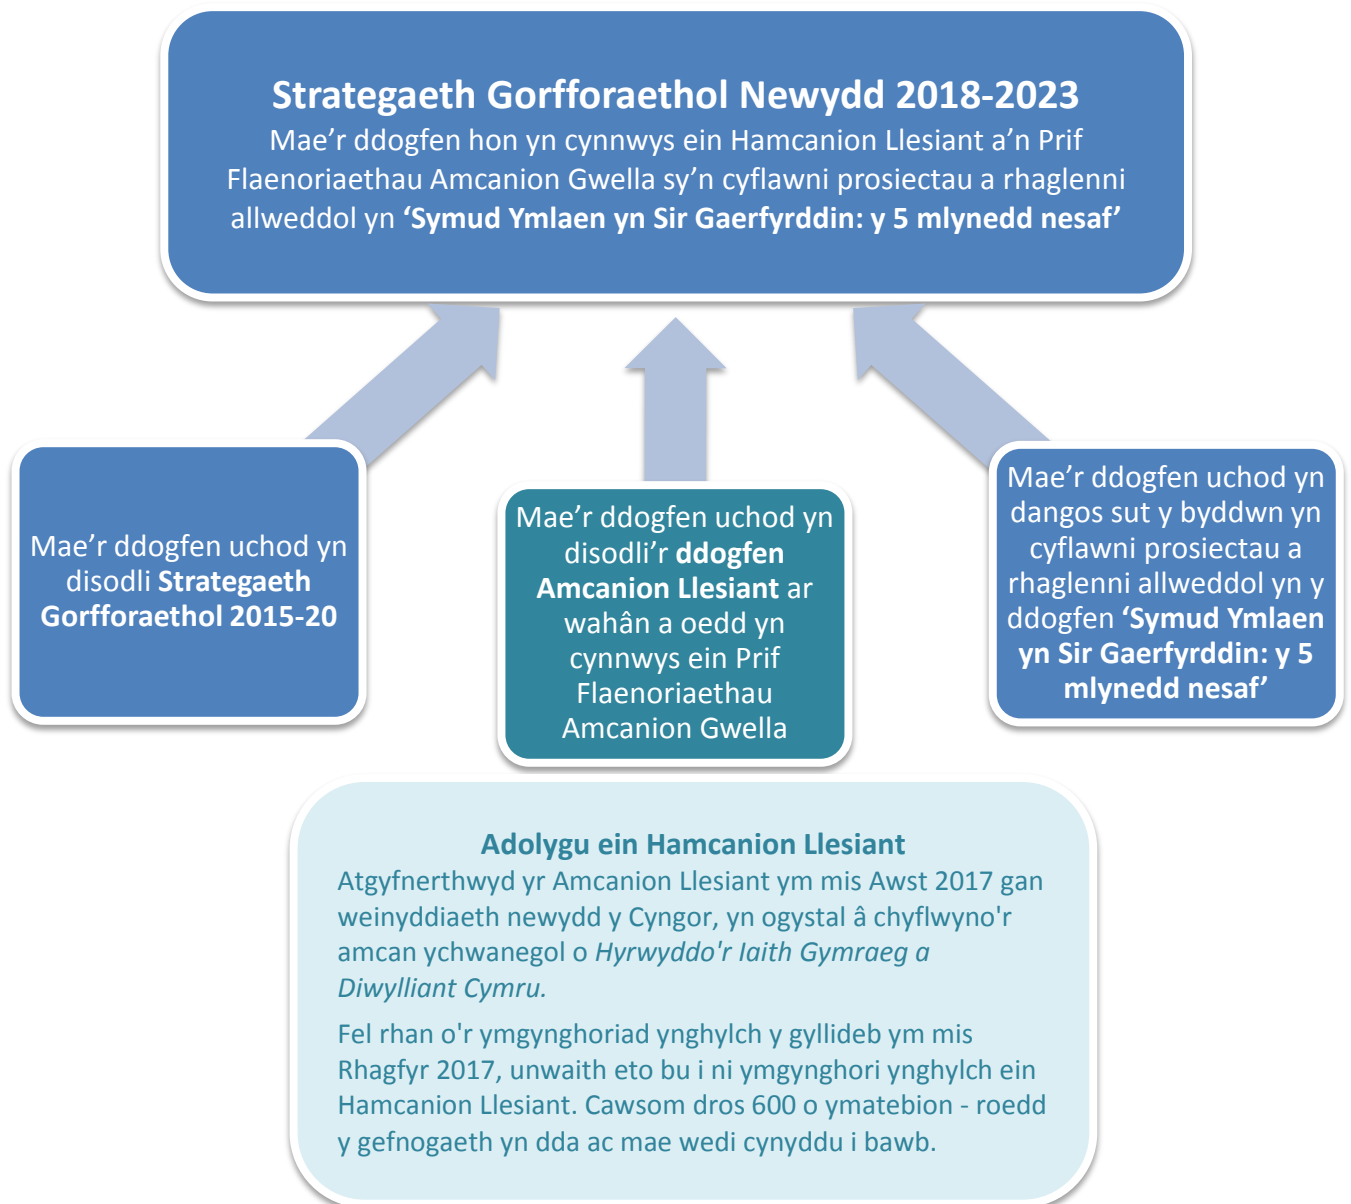 Strategaeth Gorfforaethol Newydd 2018-2023
Mae’r ddogfen hon yn cynnwys ein Hamcanion Llesiant a’n Prif
Flaenoriaethau Amcanion Gwella sy’n cyflawni prosiectau a rhaglenni
allweddol yn ‘Symud Ymlaen yn Sir Gaerfyrddin: y 5 mlynedd nesaf’
Mae’r ddogfen uchod yn
disodli Strategaeth
Gorfforaethol 2015-20
Mae’r ddogfen uchod yn
disodli’r ddogfen
Amcanion Llesiant ar
wahân a oedd yn
cynnwys ein Prif
Flaenoriaethau
Amcanion Gwella
Mae’r ddogfen uchod yn
dangos sut y byddwn yn
cyflawni prosiectau a
rhaglenni allweddol yn y
ddogfen ‘Symud Ymlaen
yn Sir Gaerfyrddin: y 5
mlynedd nesaf’
Adolygu ein Hamcanion Llesiant
Atgyfnerthwyd yr Amcanion Llesiant ym mis Awst 2017 gan
weinyddiaeth newydd y Cyngor, yn ogystal â chyflwyno'r
amcan ychwanegol o Hyrwyddo'r Iaith Gymraeg a
Diwylliant Cymru.
Fel rhan o'r ymgynghoriad ynghylch y gyllideb ym mis
Rhagfyr 2017, unwaith eto bu i ni ymgynghori ynghylch ein
Hamcanion Llesiant. Cawsom dros 600 o ymatebion - roedd
y gefnogaeth yn dda ac mae wedi cynyddu i bawb.